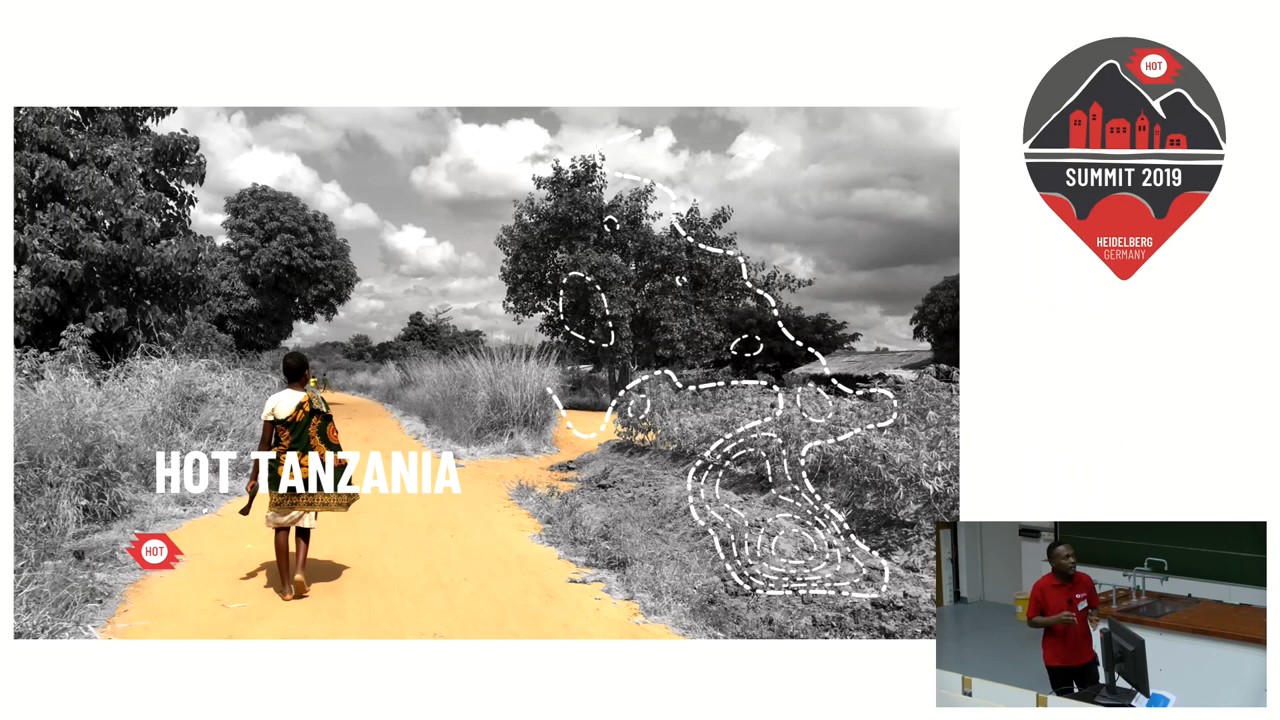 HOT TANZANIA
HOT
HOT
SUMMIT 2019
HEIDELBERG
GERMANY